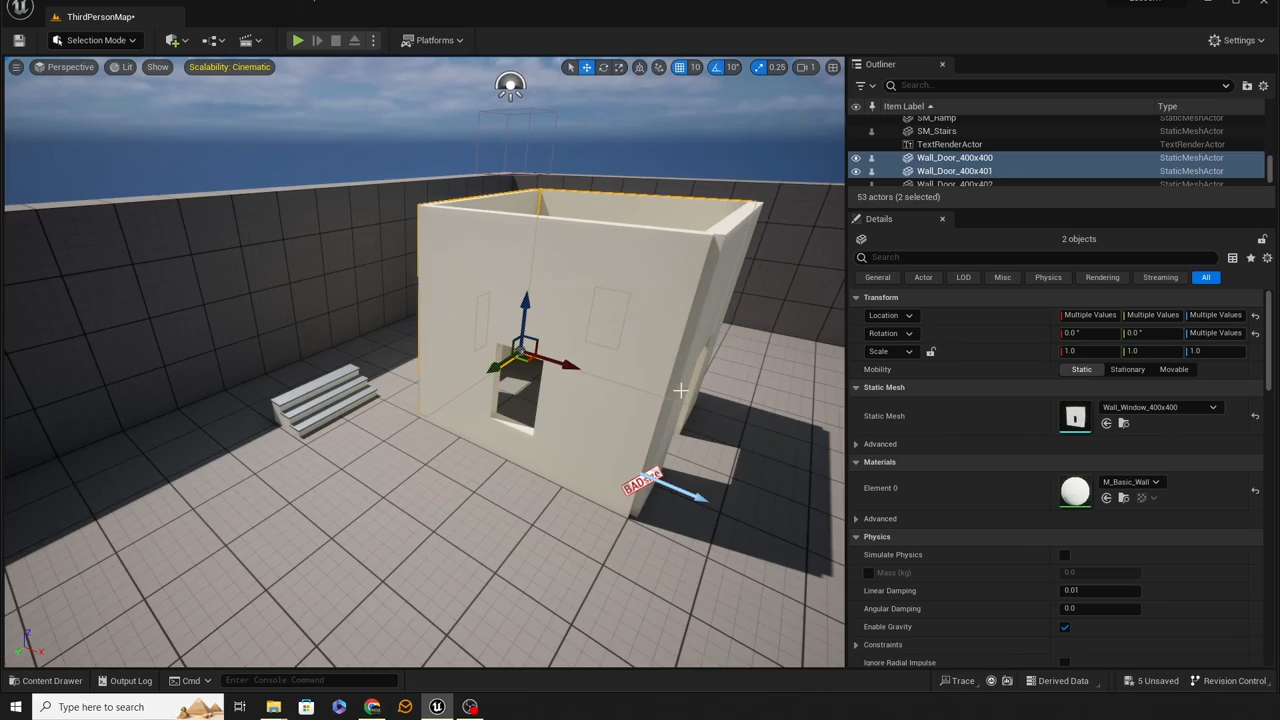 ThirdPersonMap*
Selection Mode
Platforms
Settings
Perspective
Lit
Show
Scalability: Cinematic
10
10°
0.25
1
BADsize
Outliner
Search...
Item Label
Type
SM_Ramp
StaticMeshActor
SM_Stairs
StaticMeshActor
TextRenderActor
TextRenderActor
Wall_Door_400x400
StaticMeshActor
Wall_Door_400x401
StaticMeshActor
Wall_Door_400x402
StaticMeshActor
53 actors (2 selected)
Details
2 objects
Search
General
Actor
LOD
Misc
Physics
Rendering
Streaming
All
Transform
Location
Multiple Values
Multiple Values
Multiple Values
Rotation
0.0 °
0.0 °
Multiple Values
Scale
1.0
1.0
1.0
Mobility
Static
Stationary
Movable
Static Mesh
Static Mesh
Wall_Window_400x400
Advanced
Materials
Element 0
M_Basic_Wall
Advanced
Physics
Simulate Physics
Mass (kg)
0.0
Linear Damping
0.01
Angular Damping
0.0
Enable Gravity
Constraints
Ignore Radial Impulse
Z
X
Content Drawer
Output Log
Cmd
Enter Console Command
Trace
Derived Data
5 Unsaved
Revision Control
Type here to search